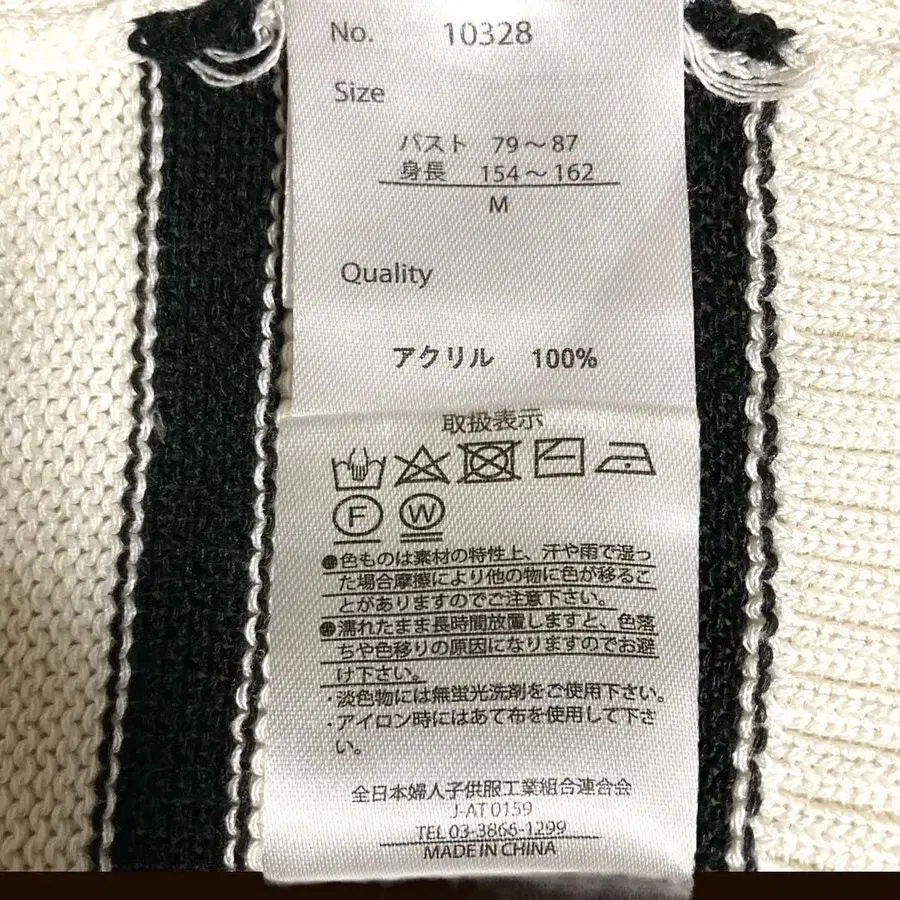 No. 10328
Size
バスト 79～87
身長 154～162
M
Quality
アクリル 100%
取扱表示
F W
●色ものは素材の特性上、汗や雨で湿っ
た場合摩擦により他の物に色が移るこ
とがありますのでご注意下さい。
●濡れたまま長時間放置しますと、色落
ちや色移りの原因になりますのでお避
け下さい。
・淡色物には無蛍光洗剤をご使用下さい。
・アイロン時にはあて布を使用して下さ
い。
全日本婦人子供服工業組合連合会
J-AT0159
TEL 03-3866-1299
MADE IN CHINA